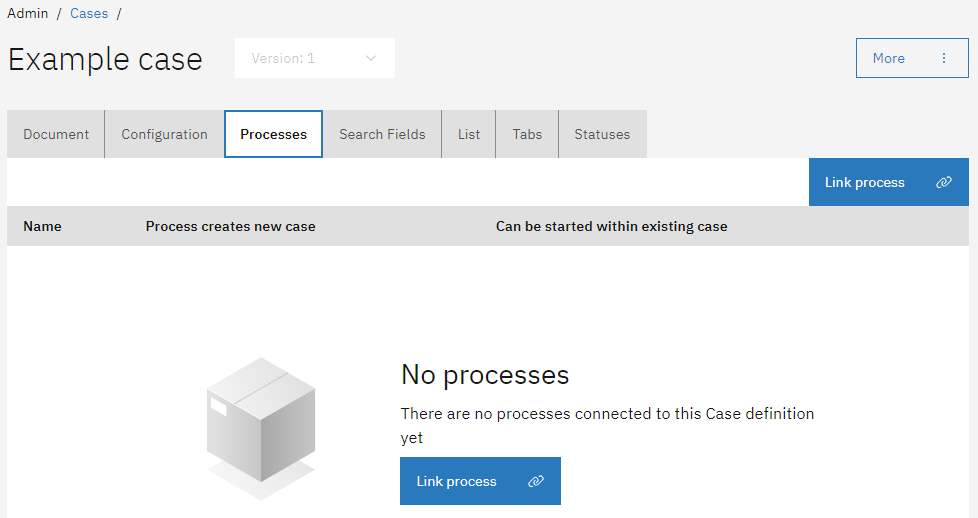 Admin / Cases /
Example case
Version: 1
More
Document Configuration Processes Search Fields List Tabs Statuses
Link process
Name Process creates new case Can be started within existing case
No processes
There are no processes connected to this Case definition
yet
Link process